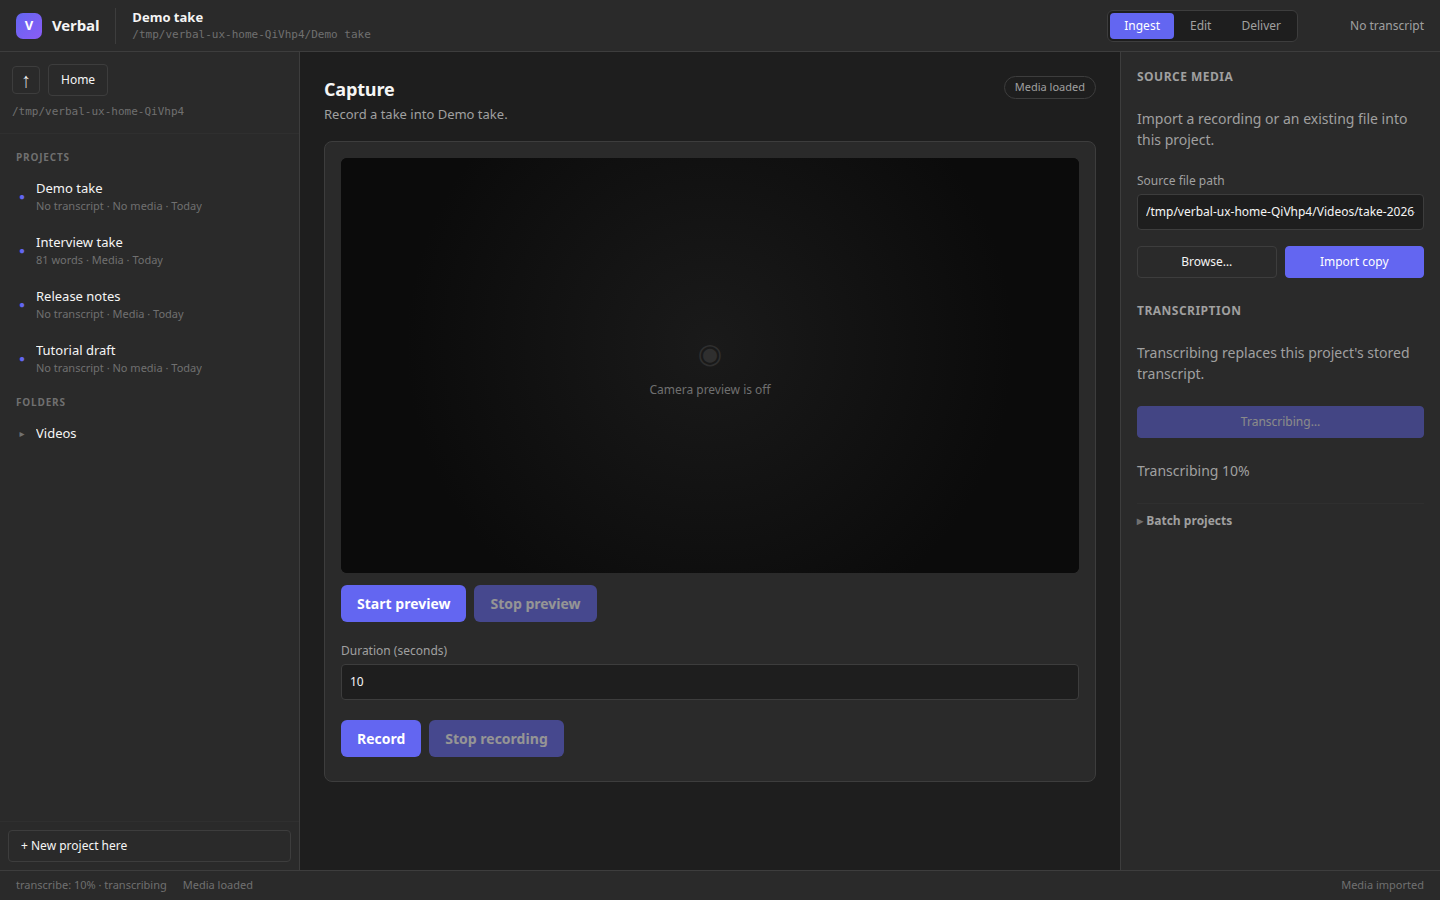 V Verbal
Demo take
/tmp/verbal-ux-home-QiVhp4/Demo take
Ingest Edit Deliver
No transcript
↑ Home
/tmp/verbal-ux-home-QiVhp4
PROJECTS
Demo take
No transcript · No media · Today
Interview take
81 words · Media · Today
Release notes
No transcript · Media · Today
Tutorial draft
No transcript · No media · Today
FOLDERS
Videos
+ New project here
Capture
Media loaded
Record a take into Demo take.
Camera preview is off
Start preview Stop preview
Duration (seconds)
10
Record Stop recording
SOURCE MEDIA
Import a recording or an existing file into
this project.
Source file path
/tmp/verbal-ux-home-QiVhp4/Videos/take-2026
Browse... Import copy
TRANSCRIPTION
Transcribing replaces this project's stored
transcript.
Transcribing...
Transcribing 10%
Batch projects
transcribe: 10% · transcribing Media loaded
Media imported